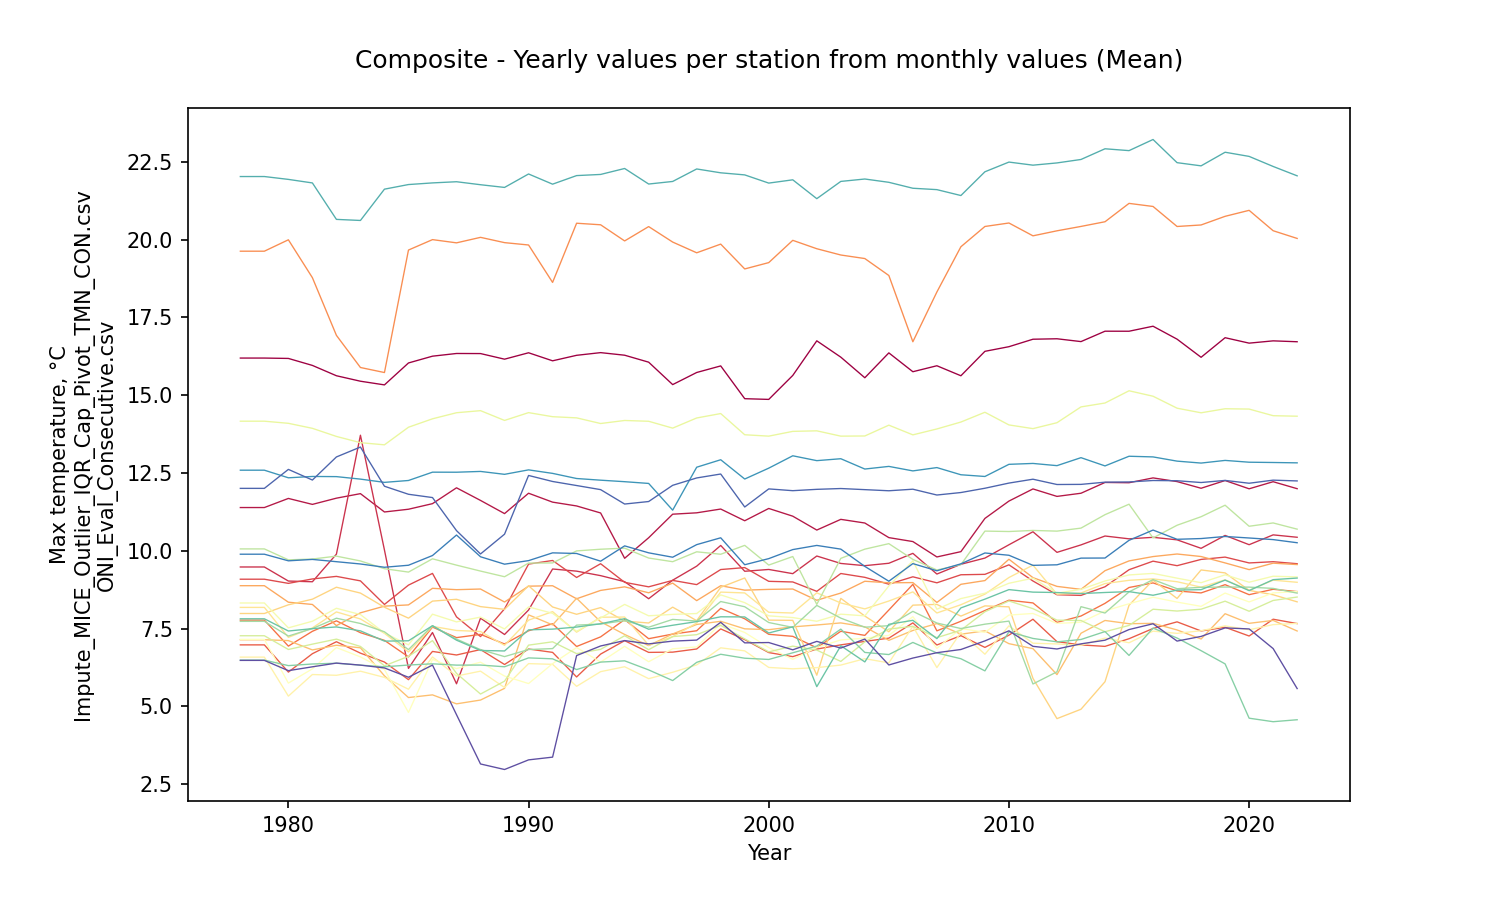 Composite - Yearly values per station from monthly values (Mean)
Max temperature, °C
Impute_MICE_Outlier_IQR_Cap_Pivot_TMN_CON.csv
ONI_Eval_Consecutive.csv
22.5
20.0
17.5
15.0
12.5
10.0
7.5
5.0
2.5
1980 1990 2000 2010 2020
Year